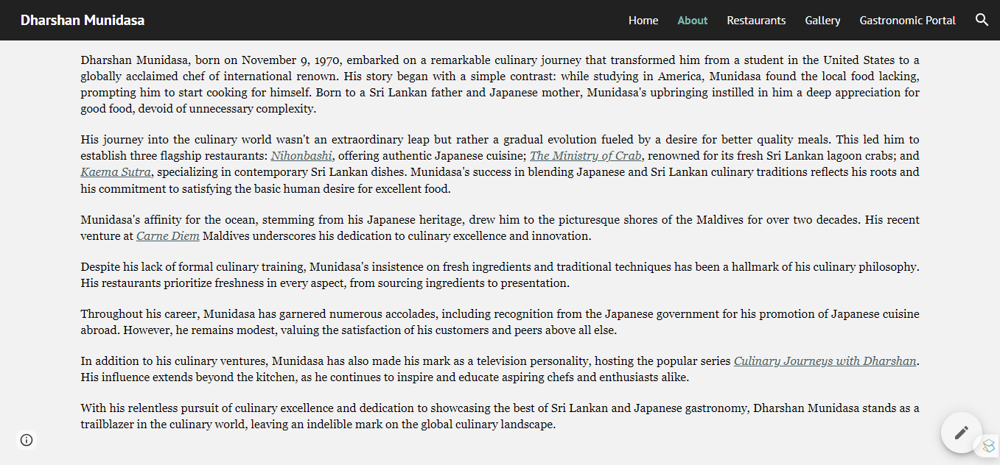 Dharshan Munidasa
Home About Restaurants Gallery Gastronomic Portal
Dharshan Munidasa, born on November 9, 1970, embarked on a remarkable culinary journey that transformed him from a student in the United States to a
globally acclaimed chef of international renown. His story began with a simple contrast: while studying in America, Munidasa found the local food lacking,
prompting him to start cooking for himself. Born to a Sri Lankan father and Japanese mother, Munidasa's upbringing instilled in him a deep appreciation for
good food, devoid of unnecessary complexity.
His journey into the culinary world wasn't an extraordinary leap but rather a gradual evolution fueled by a desire for better quality meals. This led him to
establish three flagship restaurants: Nihonbashi, offering authentic Japanese cuisine; The Ministry of Crab, renowned for its fresh Sri Lankan lagoon crabs; and
Kaema Sutra, specializing in contemporary Sri Lankan dishes. Munidasa's success in blending Japanese and Sri Lankan culinary traditions reflects his roots and
his commitment to satisfying the basic human desire for excellent food.
Munidasa's affinity for the ocean, stemming from his Japanese heritage, drew him to the picturesque shores of the Maldives for over two decades. His recent
venture at Carne Diem Maldives underscores his dedication to culinary excellence and innovation.
Despite his lack of formal culinary training, Munidasa's insistence on fresh ingredients and traditional techniques has been a hallmark of his culinary philosophy.
His restaurants prioritize freshness in every aspect, from sourcing ingredients to presentation.
Throughout his career, Munidasa has garnered numerous accolades, including recognition from the Japanese government for his promotion of Japanese cuisine
abroad. However, he remains modest, valuing the satisfaction of his customers and peers above all else.
In addition to his culinary ventures, Munidasa has also made his mark as a television personality, hosting the popular series Culinary Journeys with Dharshan.
His influence extends beyond the kitchen, as he continues to inspire and educate aspiring chefs and enthusiasts alike.
With his relentless pursuit of culinary excellence and dedication to showcasing the best of Sri Lankan and Japanese gastronomy, Dharshan Munidasa stands as a
trailblazer in the culinary world, leaving an indelible mark on the global culinary landscape.